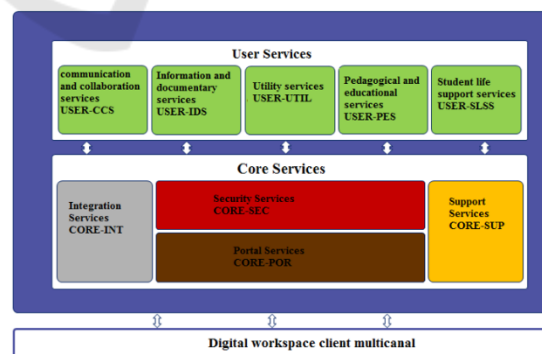 User Services
communication
and collaboration
services
USER-CCS
Information and
documentary
services
USER-IDS
Utility services
USER-UTIL
Pedagogical and
educational
services
USER-PES
Student life
support services
USER-SLSS
Core Services
Integration
Services
CORE-INT
Security Services
CORE-SEC
Portal Services
CORE-POR
Support
Services
CORE-SUP
Digital workspace client multicanal